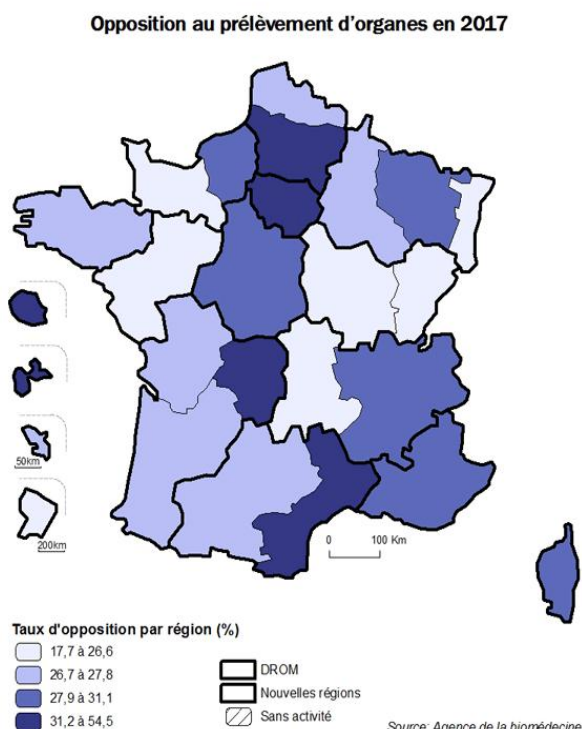 Opposition au prélèvement d'organes en 2017
50km
200km
0 100 Km
Taux d'opposition par région (%)
17,7 à 26,6
26,7 à 27,8
27,9 à 31,1
31,2 à 54,5
DROM
Nouvelles régions
Sans activité
Source: Agence de la biomédecine